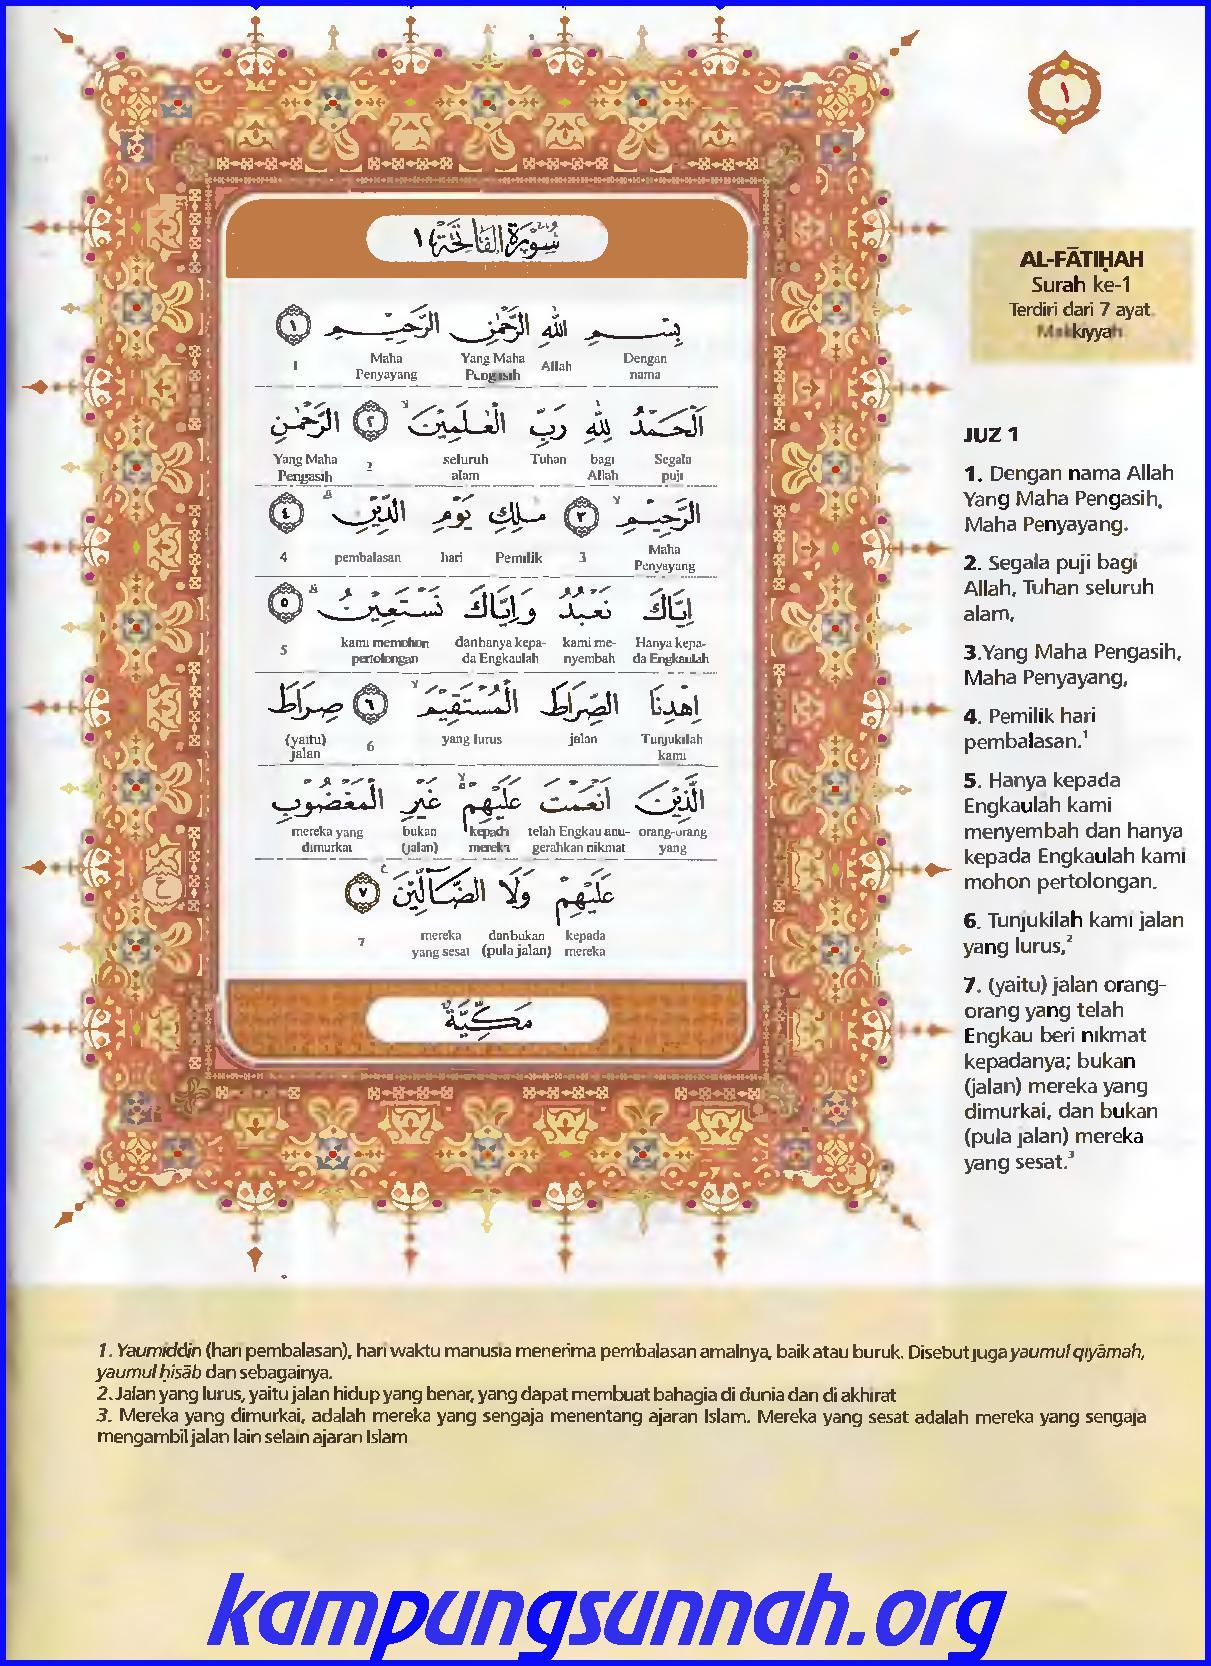 ١
سُورَةُ الفَاتِحَة ١
بِسْمِ اللّٰهِ الرَّحْمٰنِ الرَّحِيْمِ ١
Dengan nama Allah Yang Maha Pengasih Maha Penyayang 1
اَلْحَمْدُ لِلّٰهِ رَبِّ الْعٰلَمِيْنَۙ ٢ الرَّحْمٰنِ
Segala puji bagi Allah Tuhan seluruh alam 2 Yang Maha Pengasih
الرَّحِيْمِۙ ٣ مٰلِكِ يَوْمِ الدِّيْنِۗ ٤
Maha Penyayang 3 Pemilik hari pembalasan 4
اِيَّاكَ نَعْبُدُ وَاِيَّاكَ نَسْتَعِيْنُۗ ٥
Hanya kepa-da Engkaulah kami me-nyembah dan hanya kepa-da Engkaulah kami memohon pertolongan 5
اِهْدِنَا الصِّرَاطَ الْمُسْتَقِيْمَۙ ٦ صِرَاطَ
Tunjukilah kami jalan yang lurus 6 (yaitu) jalan
الَّذِيْنَ اَنْعَمْتَ عَلَيْهِمْ ەۙ غَيْرِ الْمَغْضُوْبِ
orang-orang yang telah Engkau anu-gerahkan nikmat kepada mereka bukan (jalan) mereka yang dimurkai
عَلَيْهِمْ وَلَا الضَّاۤلِّيْنَࣖ ٧
kepada mereka dan bukan (pula jalan) mereka yang sesat 7
مَكِّيَّةٌ
AL-FĀTIḤAH
Surah ke-1
Terdiri dari 7 ayat
Makkiyyah
JUZ 1
1. Dengan nama Allah
Yang Maha Pengasih,
Maha Penyayang.
2. Segala puji bagi
Allah, Tuhan seluruh
alam,
3.Yang Maha Pengasih,
Maha Penyayang,
4. Pemilik hari
pembalasan.¹
5. Hanya kepada
Engkaulah kami
menyembah dan hanya
kepada Engkaulah kami
mohon pertolongan.
6. Tunjukilah kami jalan
yang lurus,²
7. (yaitu) jalan orang-
orang yang telah
Engkau beri nikmat
kepadanya; bukan
(jalan) mereka yang
dimurkai, dan bukan
(pula jalan) mereka
yang sesat.³
1. Yaumiddin (hari pembalasan), hari waktu manusia menerima pembalasan amalnya, baik atau buruk. Disebut juga yaumul qiyāmah,
yaumul ḥisāb dan sebagainya.
2. Jalan yang lurus, yaitu jalan hidup yang benar, yang dapat membuat bahagia di dunia dan di akhirat
3. Mereka yang dimurkai, adalah mereka yang sengaja menentang ajaran Islam. Mereka yang sesat adalah mereka yang sengaja
mengambil jalan lain selain ajaran Islam
kampungsunnah.org